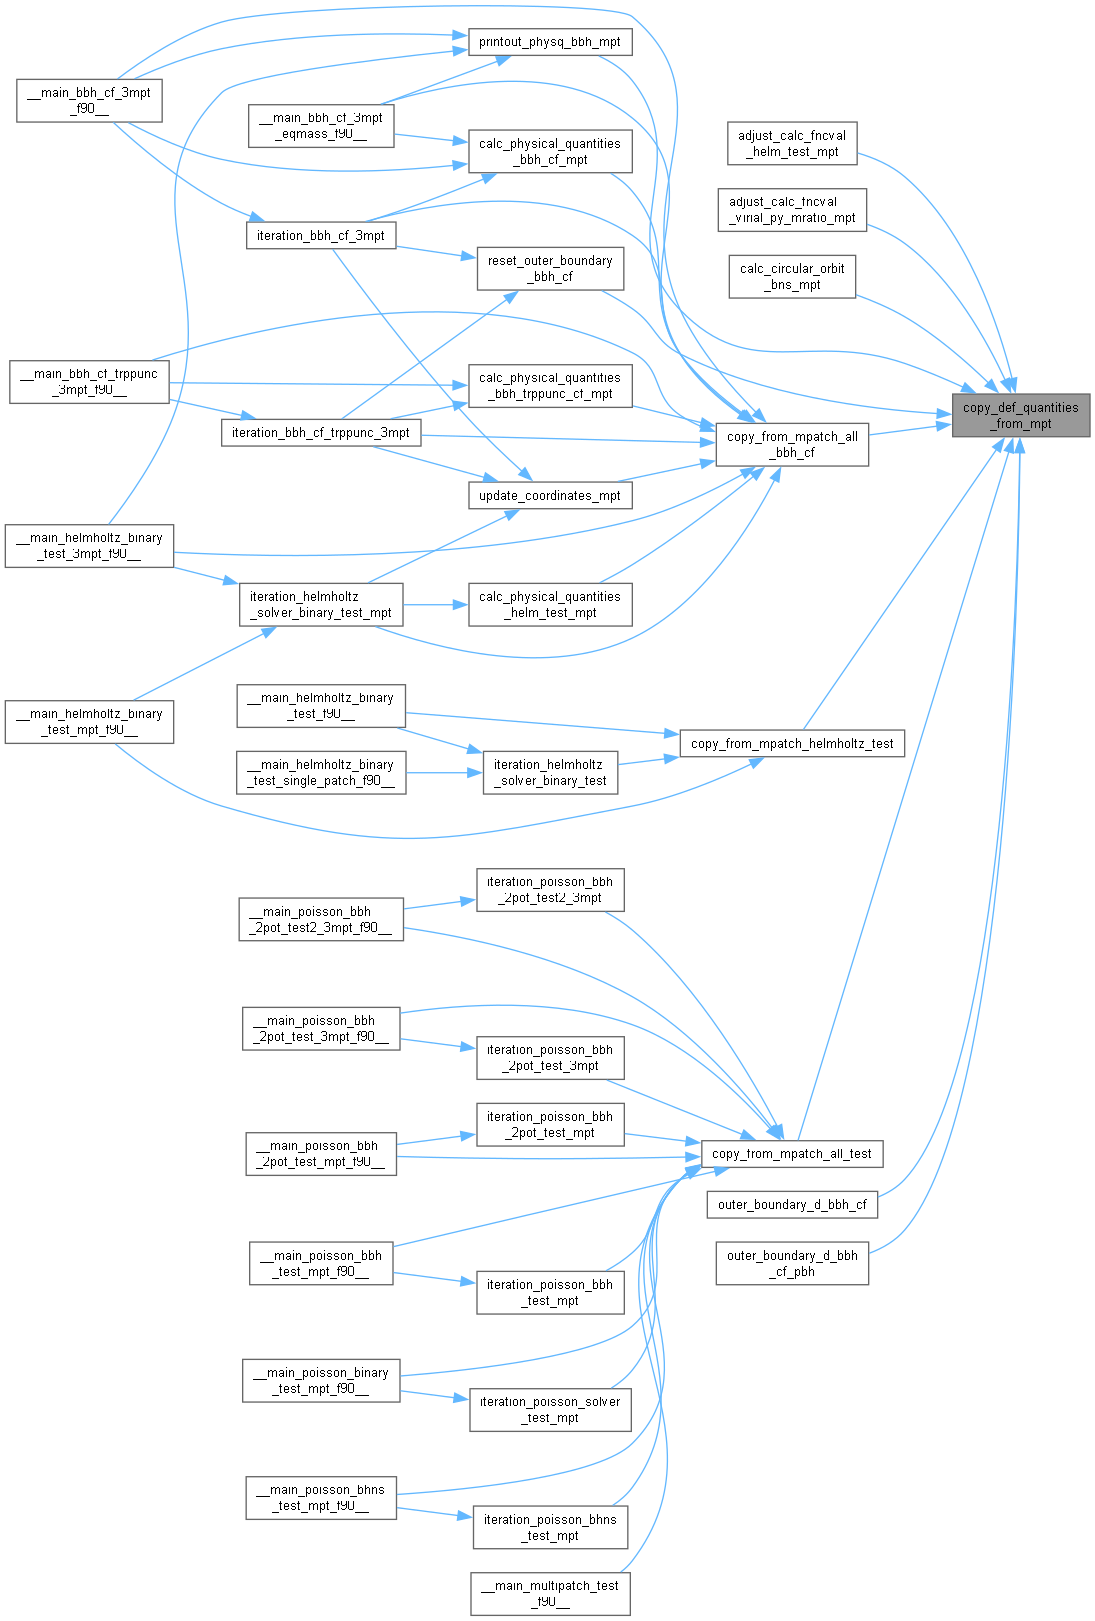 printout_physq_bbh_mpt
__main_bbh_cf_3mpt
_f90__
__main_bbh_cf_3mpt
_eqmass_f90__
adjust_calc_fncval
_helm_test_mpt
calc_physical_quantities
_bbh_cf_mpt
adjust_calc_fncval
_virial_py_mratio_mpt
iteration_bbh_cf_3mpt
reset_outer_boundary
_bbh_cf
calc_circular_orbit
_bns_mpt
__main_bbh_cf_trppunc
_3mpt_f90__
calc_physical_quantities
_bbh_trppunc_cf_mpt
copy_def_quantities
_from_mpt
iteration_bbh_cf_trppunc_3mpt
copy_from_mpatch_all
_bbh_cf
update_coordinates_mpt
__main_helmholtz_binary
_test_3mpt_f90__
iteration_helmholtz
_solver_binary_test_mpt
calc_physical_quantities
_helm_test_mpt
__main_helmholtz_binary
_test_mpt_f90__
__main_helmholtz_binary
_test_f90__
copy_from_mpatch_helmholtz_test
__main_helmholtz_binary
_test_single_patch_f90__
iteration_helmholtz
_solver_binary_test
iteration_poisson_bbh
_2pot_test2_3mpt
__main_poisson_bbh
_2pot_test2_3mpt_f90__
__main_poisson_bbh
_2pot_test_3mpt_f90__
iteration_poisson_bbh
_2pot_test_3mpt
iteration_poisson_bbh
_2pot_test_mpt
__main_poisson_bbh
_2pot_test_mpt_f90__
copy_from_mpatch_all_test
outer_boundary_d_bbh_cf
__main_poisson_bbh
_test_mpt_f90__
outer_boundary_d_bbh
_cf_pbh
iteration_poisson_bbh
_test_mpt
__main_poisson_binary
_test_mpt_f90__
iteration_poisson_solver
_test_mpt
__main_poisson_bhns
_test_mpt_f90__
iteration_poisson_bhns
_test_mpt
__main_multipatch_test
_f90__